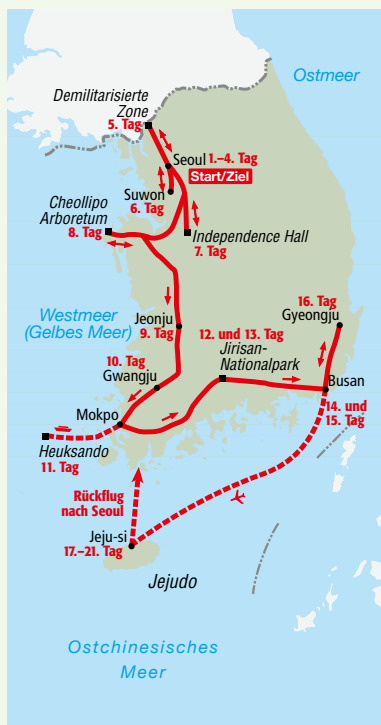 Ostmeer
Demilitarisierte
Zone
5. Tag
Seoul 1.–4. Tag
Start/Ziel
Suwon
6. Tag
Cheollipo
Arboretum
8. Tag
Independence Hall
7. Tag
Westmeer
(Gelbes Meer)
Jeonju
9. Tag
16. Tag
Gyeongju
12. und 13. Tag
Jirisan-
Nationalpark
10. Tag
Gwangju
Busan
14. und
15. Tag
Mokpo
Heuksando
11. Tag
Rückflug
nach Seoul
Jeju-si
17.–21. Tag
Jejudo
Ostchinesisches
Meer